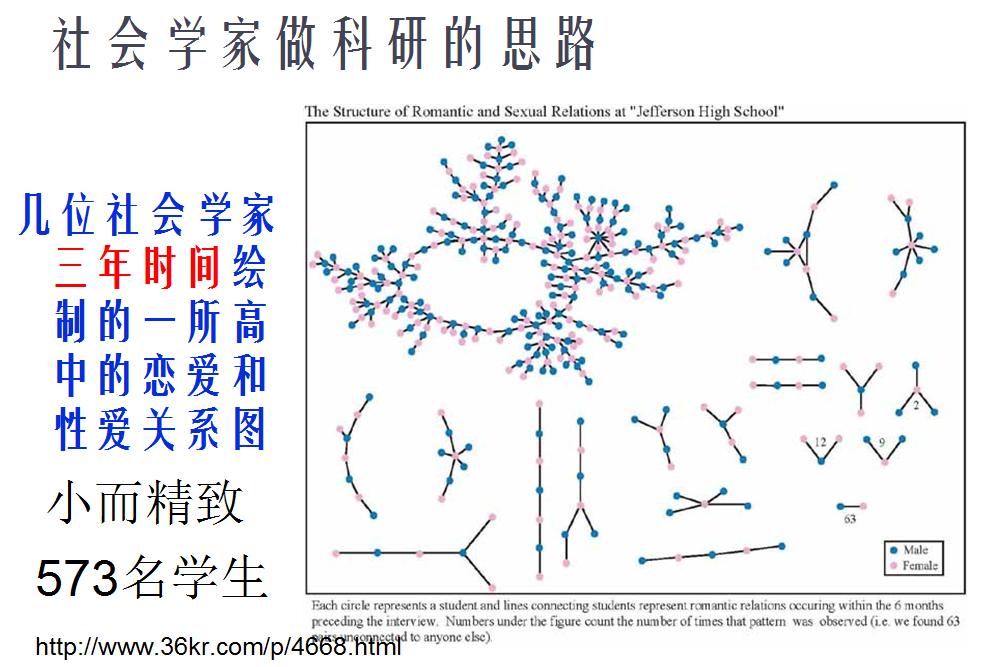 社会学家做科研的思路
The Structure of Romantic and Sexual Relations at "Jefferson High School"
几位社会学家
三年时间绘
制的一所高
中的恋爱和
性爱关系图
小而精致
573名学生
http://www.36kr.com/p/4668.html
2
12
9
63
Male
Female
Each circle represents a student and lines connecting students represent romantic relations occuring within the 6 months
preceding the interview. Numbers under the figure count the number of times that pattern was observed (i.e. we found 63
unconnected to anyone else).